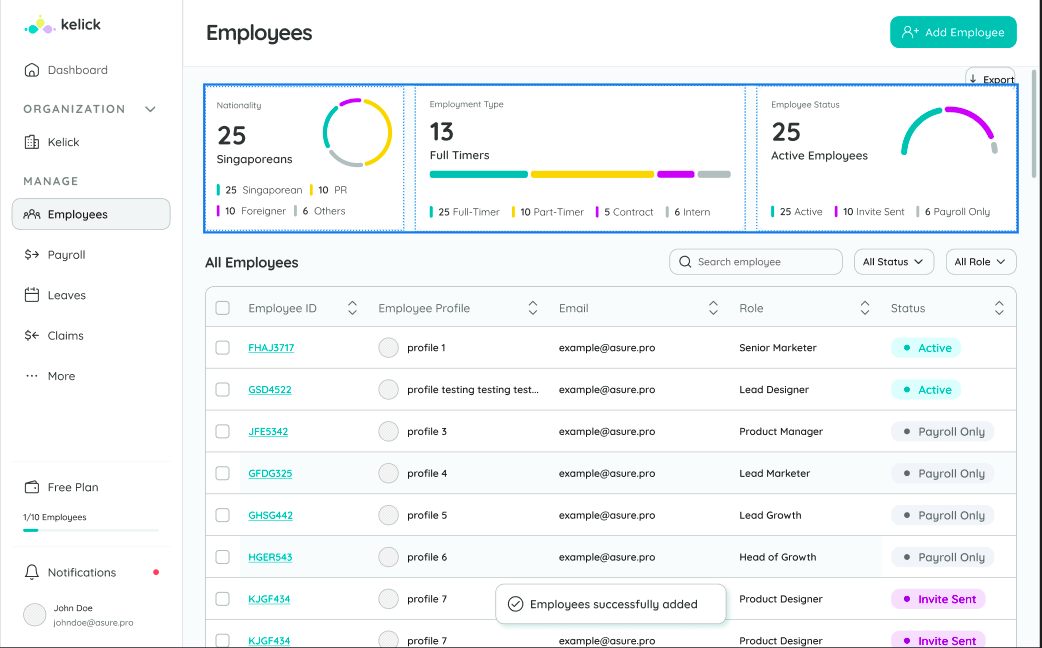 kelick
Dashboard
ORGANIZATION
Kelick
MANAGE
Employees
$ Payroll
Leaves
$ Claims
More
Free Plan
1/10 Employees
Notifications
John Doe
johndoe@asure.pro
Employees
Add Employee
Export
Nationality
25
Singaporeans
25 Singaporean 10 PR
10 Foreigner 6 Others
Employment Type
13
Full Timers
25 Full-Timer 10 Part-Timer 5 Contract 6 Intern
Employee Status
25
Active Employees
25 Active 10 Invite Sent 6 Payroll Only
All Employees
Search employee
All Status
All Role
Employee ID Employee Profile Email Role Status
FHAJ3717 profile 1 example@asure.pro Senior Marketer Active
GSD4522 profile testing testing test... example@asure.pro Lead Designer Active
JFE5342 profile 3 example@asure.pro Product Manager Payroll Only
GFDG325 profile 4 example@asure.pro Lead Marketer Payroll Only
GHSG442 profile 5 example@asure.pro Lead Growth Payroll Only
HGER543 profile 6 example@asure.pro Head of Growth Payroll Only
KJGF434 profile 7 example@asure.pro Product Designer Invite Sent
Employees successfully added
KJGF434 profile 7 example@asure.pro Product Designer Invite Sent